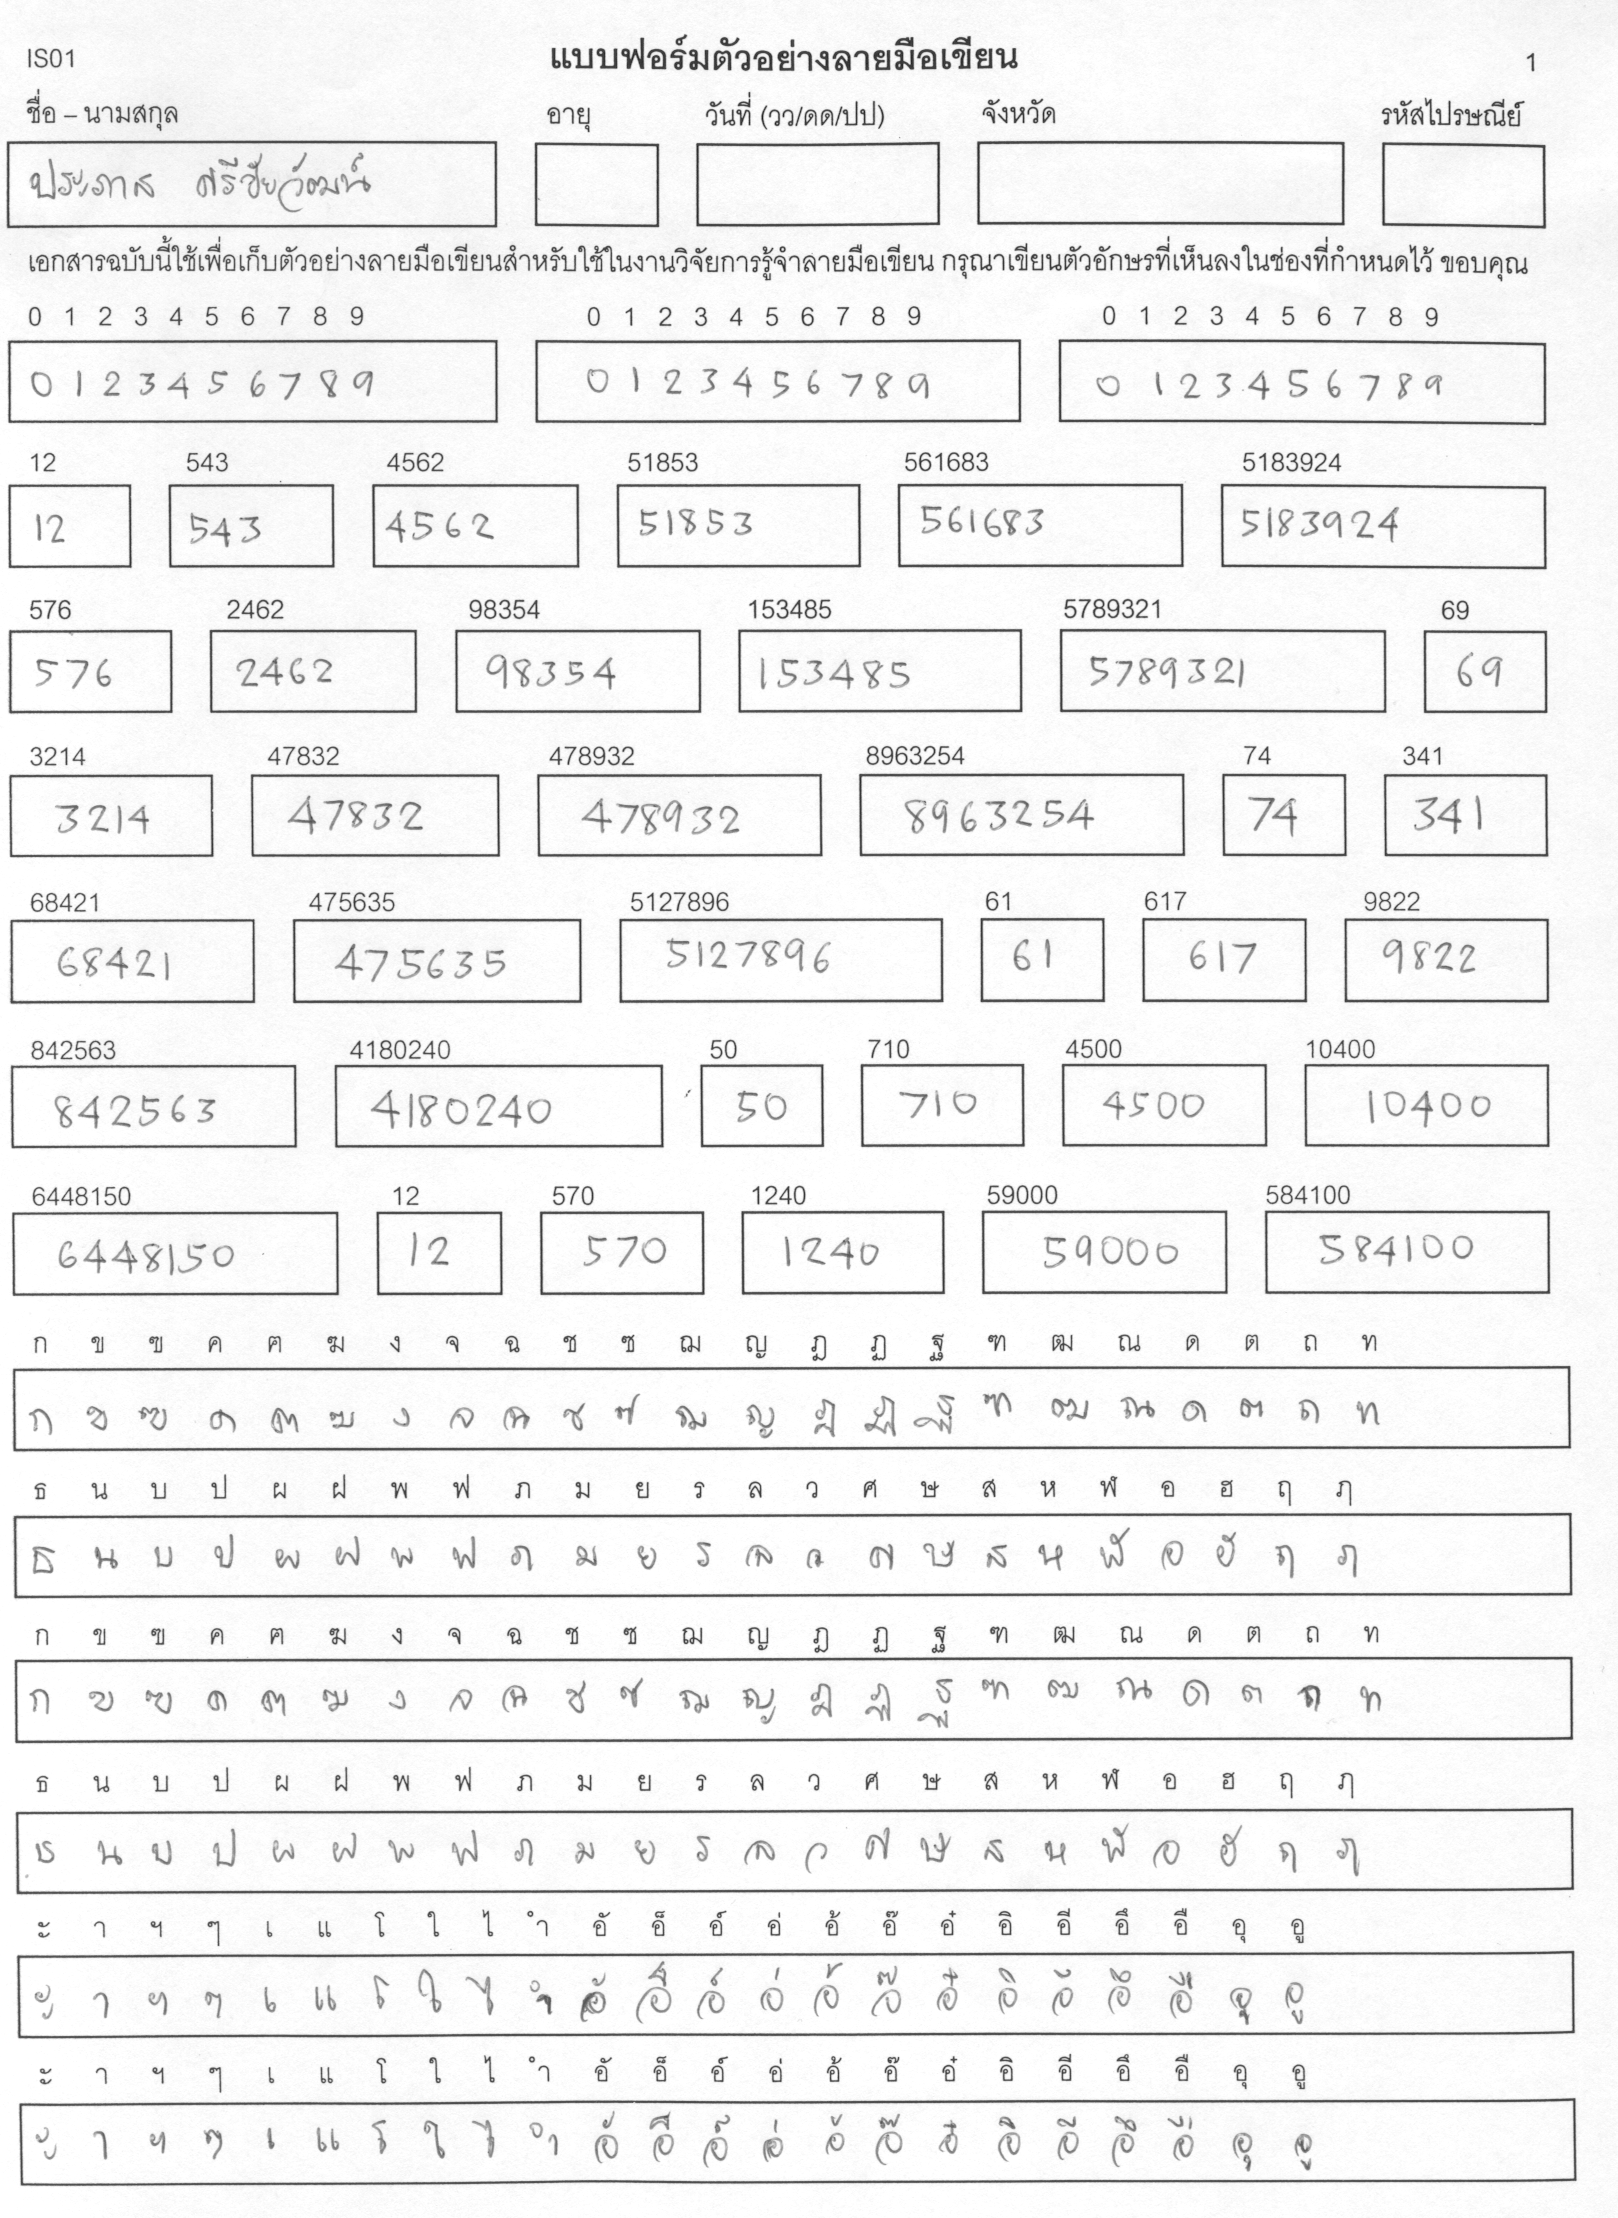 IS01 แบบฟอร์มตัวอย่างลายมือเขียน 1
ชื่อ – นามสกุล อายุ วันที่ (วว/ดด/ปป) จังหวัด รหัสไปรษณีย์
ประภาส ศรีชัยวัฒน์
เอกสารฉบับนี้ใช้เพื่อเก็บตัวอย่างลายมือเขียนสำหรับใช้ในงานวิจัยการรู้จำลายมือเขียน กรุณาเขียนตัวอักษรที่เห็นลงในช่องที่กำหนดไว้ ขอบคุณ
0 1 2 3 4 5 6 7 8 9 0 1 2 3 4 5 6 7 8 9 0 1 2 3 4 5 6 7 8 9
0 1 2 3 4 5 6 7 8 9 0 1 2 3 4 5 6 7 8 9 0 1 2 3 4 5 6 7 8 9
12 543 4562 51853 561683 5183924
12 543 4562 51853 561683 5183924
576 2462 98354 153485 5789321 69
576 2462 98354 153485 5789321 69
3214 47832 478932 8963254 74 341
3214 47832 478932 8963254 74 341
68421 475635 5127896 61 617 9822
68421 475635 5127896 61 617 9822
842563 4180240 50 710 4500 10400
842563 4180240 50 710 4500 10400
6448150 12 570 1240 59000 584100
6448150 12 570 1240 59000 584100
ก ข ฃ ค ฅ ฆ ง จ ฉ ช ซ ฌ ญ ฎ ฏ ฐ ฑ ฒ ณ ด ต ถ ท
ก ข ฃ ค ฅ ฆ ง จ ฉ ช ซ ฌ ญ ฎ ฏ ฐ ฑ ฒ ณ ด ต ถ ท
ธ น บ ป ผ ฝ พ ฟ ภ ม ย ร ล ว ศ ษ ส ห ฬ อ ฮ ฤ ฦ
ธ น บ ป ผ ฝ พ ฟ ภ ม ย ร ล ว ศ ษ ส ห ฬ อ ฮ ฤ ฦ
ก ข ฃ ค ฅ ฆ ง จ ฉ ช ซ ฌ ญ ฎ ฏ ฐ ฑ ฒ ณ ด ต ถ ท
ก ข ฃ ค ฅ ฆ ง จ ฉ ช ซ ฌ ญ ฎ ฏ ฐ ฑ ฒ ณ ด ต ถ ท
ธ น บ ป ผ ฝ พ ฟ ภ ม ย ร ล ว ศ ษ ส ห ฬ อ ฮ ฤ ฦ
ธ น บ ป ผ ฝ พ ฟ ภ ม ย ร ล ว ศ ษ ส ห ฬ อ ฮ ฤ ฦ
ะ า ฯ ๆ เ แ โ ใ ไ ำ อั อ็ อ์ อ่ อ้ อ๊ อ๋ อิ อี อึ อื อุ อู
ะ า ฯ ๆ เ แ โ ใ ไ ำ อั อ็ อ์ อ่ อ้ อ๊ อ๋ อิ อี อึ อื อุ อู
ะ า ฯ ๆ เ แ โ ใ ไ ำ อั อ็ อ์ อ่ อ้ อ๊ อ๋ อิ อี อึ อื อุ อู
ะ า ฯ ๆ เ แ โ ใ ไ ำ อั อ็ อ์ อ่ อ้ อ๊ อ๋ อิ อี อึ อื อุ อู